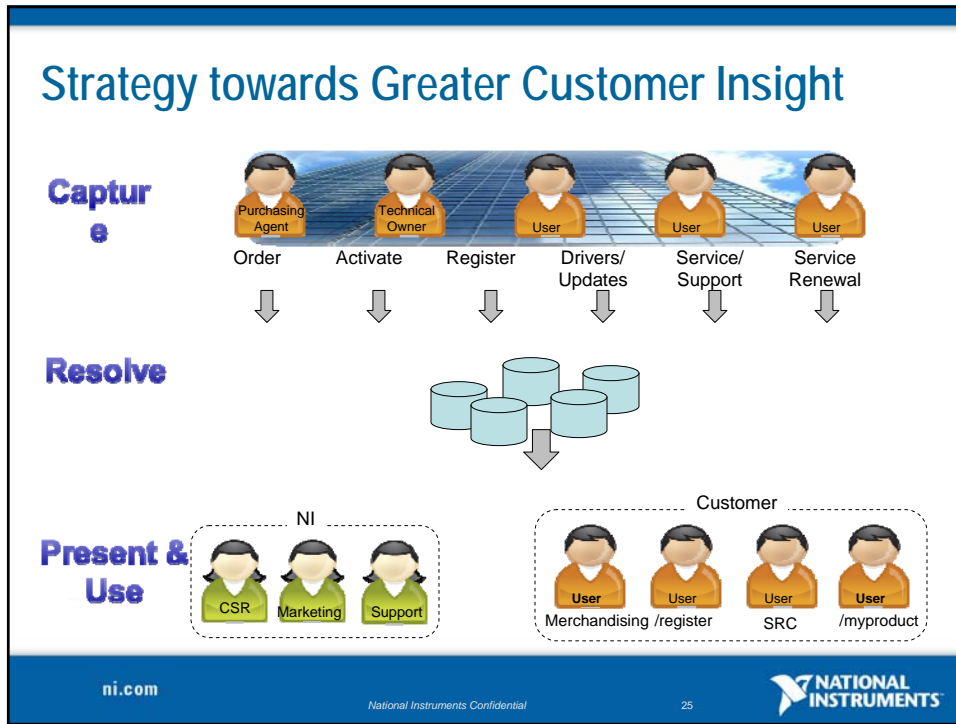 Strategy towards Greater Customer Insight
Captur
e
Purchasing
Agent
Technical
Owner
User
User
User
Order
Activate
Register
Drivers/
Updates
Service/
Support
Service
Renewal
Resolve
Present &
Use
NI
CSR
Marketing
Support
Customer
User
User
User
User
Merchandising
/register
SRC
/myproduct
ni.com
National Instruments Confidential
25
NATIONAL
INSTRUMENTS